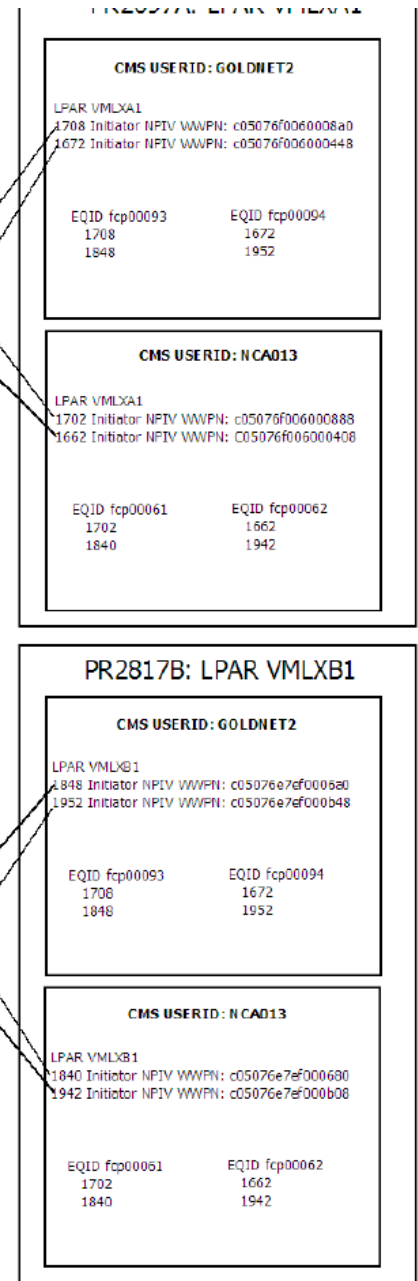 CMS USERID: GOLDNET2
LPAR VMLXA1
1708 Initiator NPIV WWPN: c05076f0060008a0
1672 Initiator NPIV WWPN: c05076f006000448
EQID fcp00093 EQID fcp00094
1708 1672
1848 1952
CMS USERID: NCA013
LPAR VMLXA1
1702 Initiator NPIV WWPN: c05076f006000888
1662 Initiator NPIV WWPN: C05076f006000408
EQID fcp00061 EQID fcp00062
1702 1662
1840 1942
PR2817B: LPAR VMLXB1
CMS USERID: GOLDNET2
LPAR VMLXB1
1848 Initiator NPIV WWPN: c05076e7ef0006a0
1952 Initiator NPIV WWPN: c05076e7ef000b48
EQID fcp00093 EQID fcp00094
1708 1672
1848 1952
CMS USERID: NCA013
LPAR VMLXB1
1840 Initiator NPIV WWPN: c05076e7ef000680
1942 Initiator NPIV WWPN: c05076e7ef000b08
EQID fcp00061 EQID fcp00062
1702 1662
1840 1942